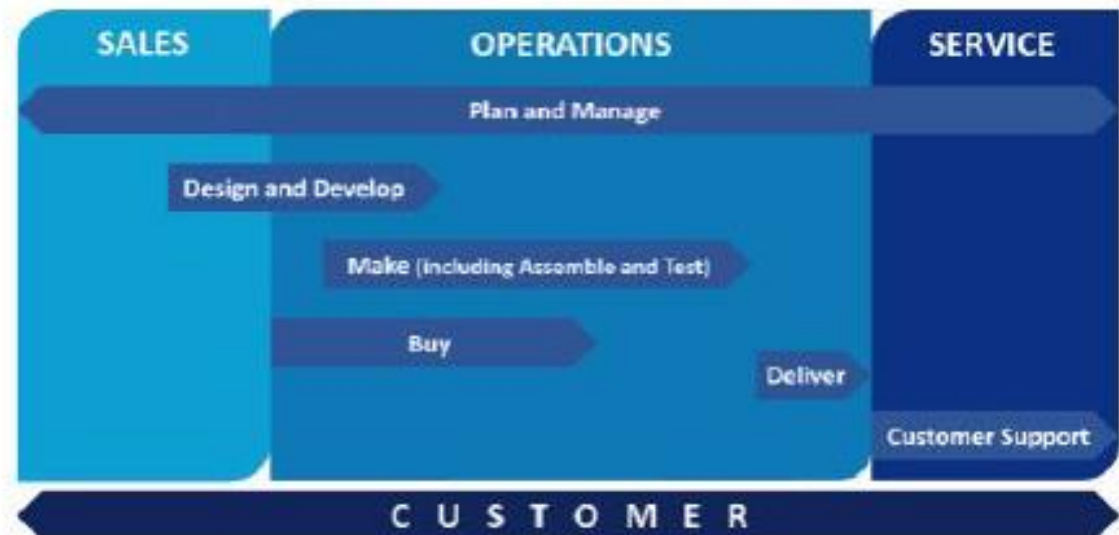 SALES
OPERATIONS
SERVICE
Plan and Manage
Design and Develop
Make (including Assemble and Test)
Buy
Deliver
Customer Support
CUSTOMER